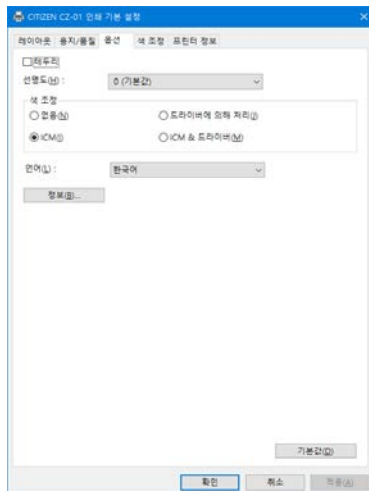 CITIZEN CZ-01 인쇄 기본 설정
레이아웃 용지/품질 옵션 색 조정 프린터 정보
테두리
선명도(H) : 0 (기본값)
색 조정
없음(N) 드라이버에 의해 처리(J)
ICM(I) ICM & 드라이버(M)
언어(L) : 한국어
정보(B)...
기본값(D)
확인 취소 적용(A)